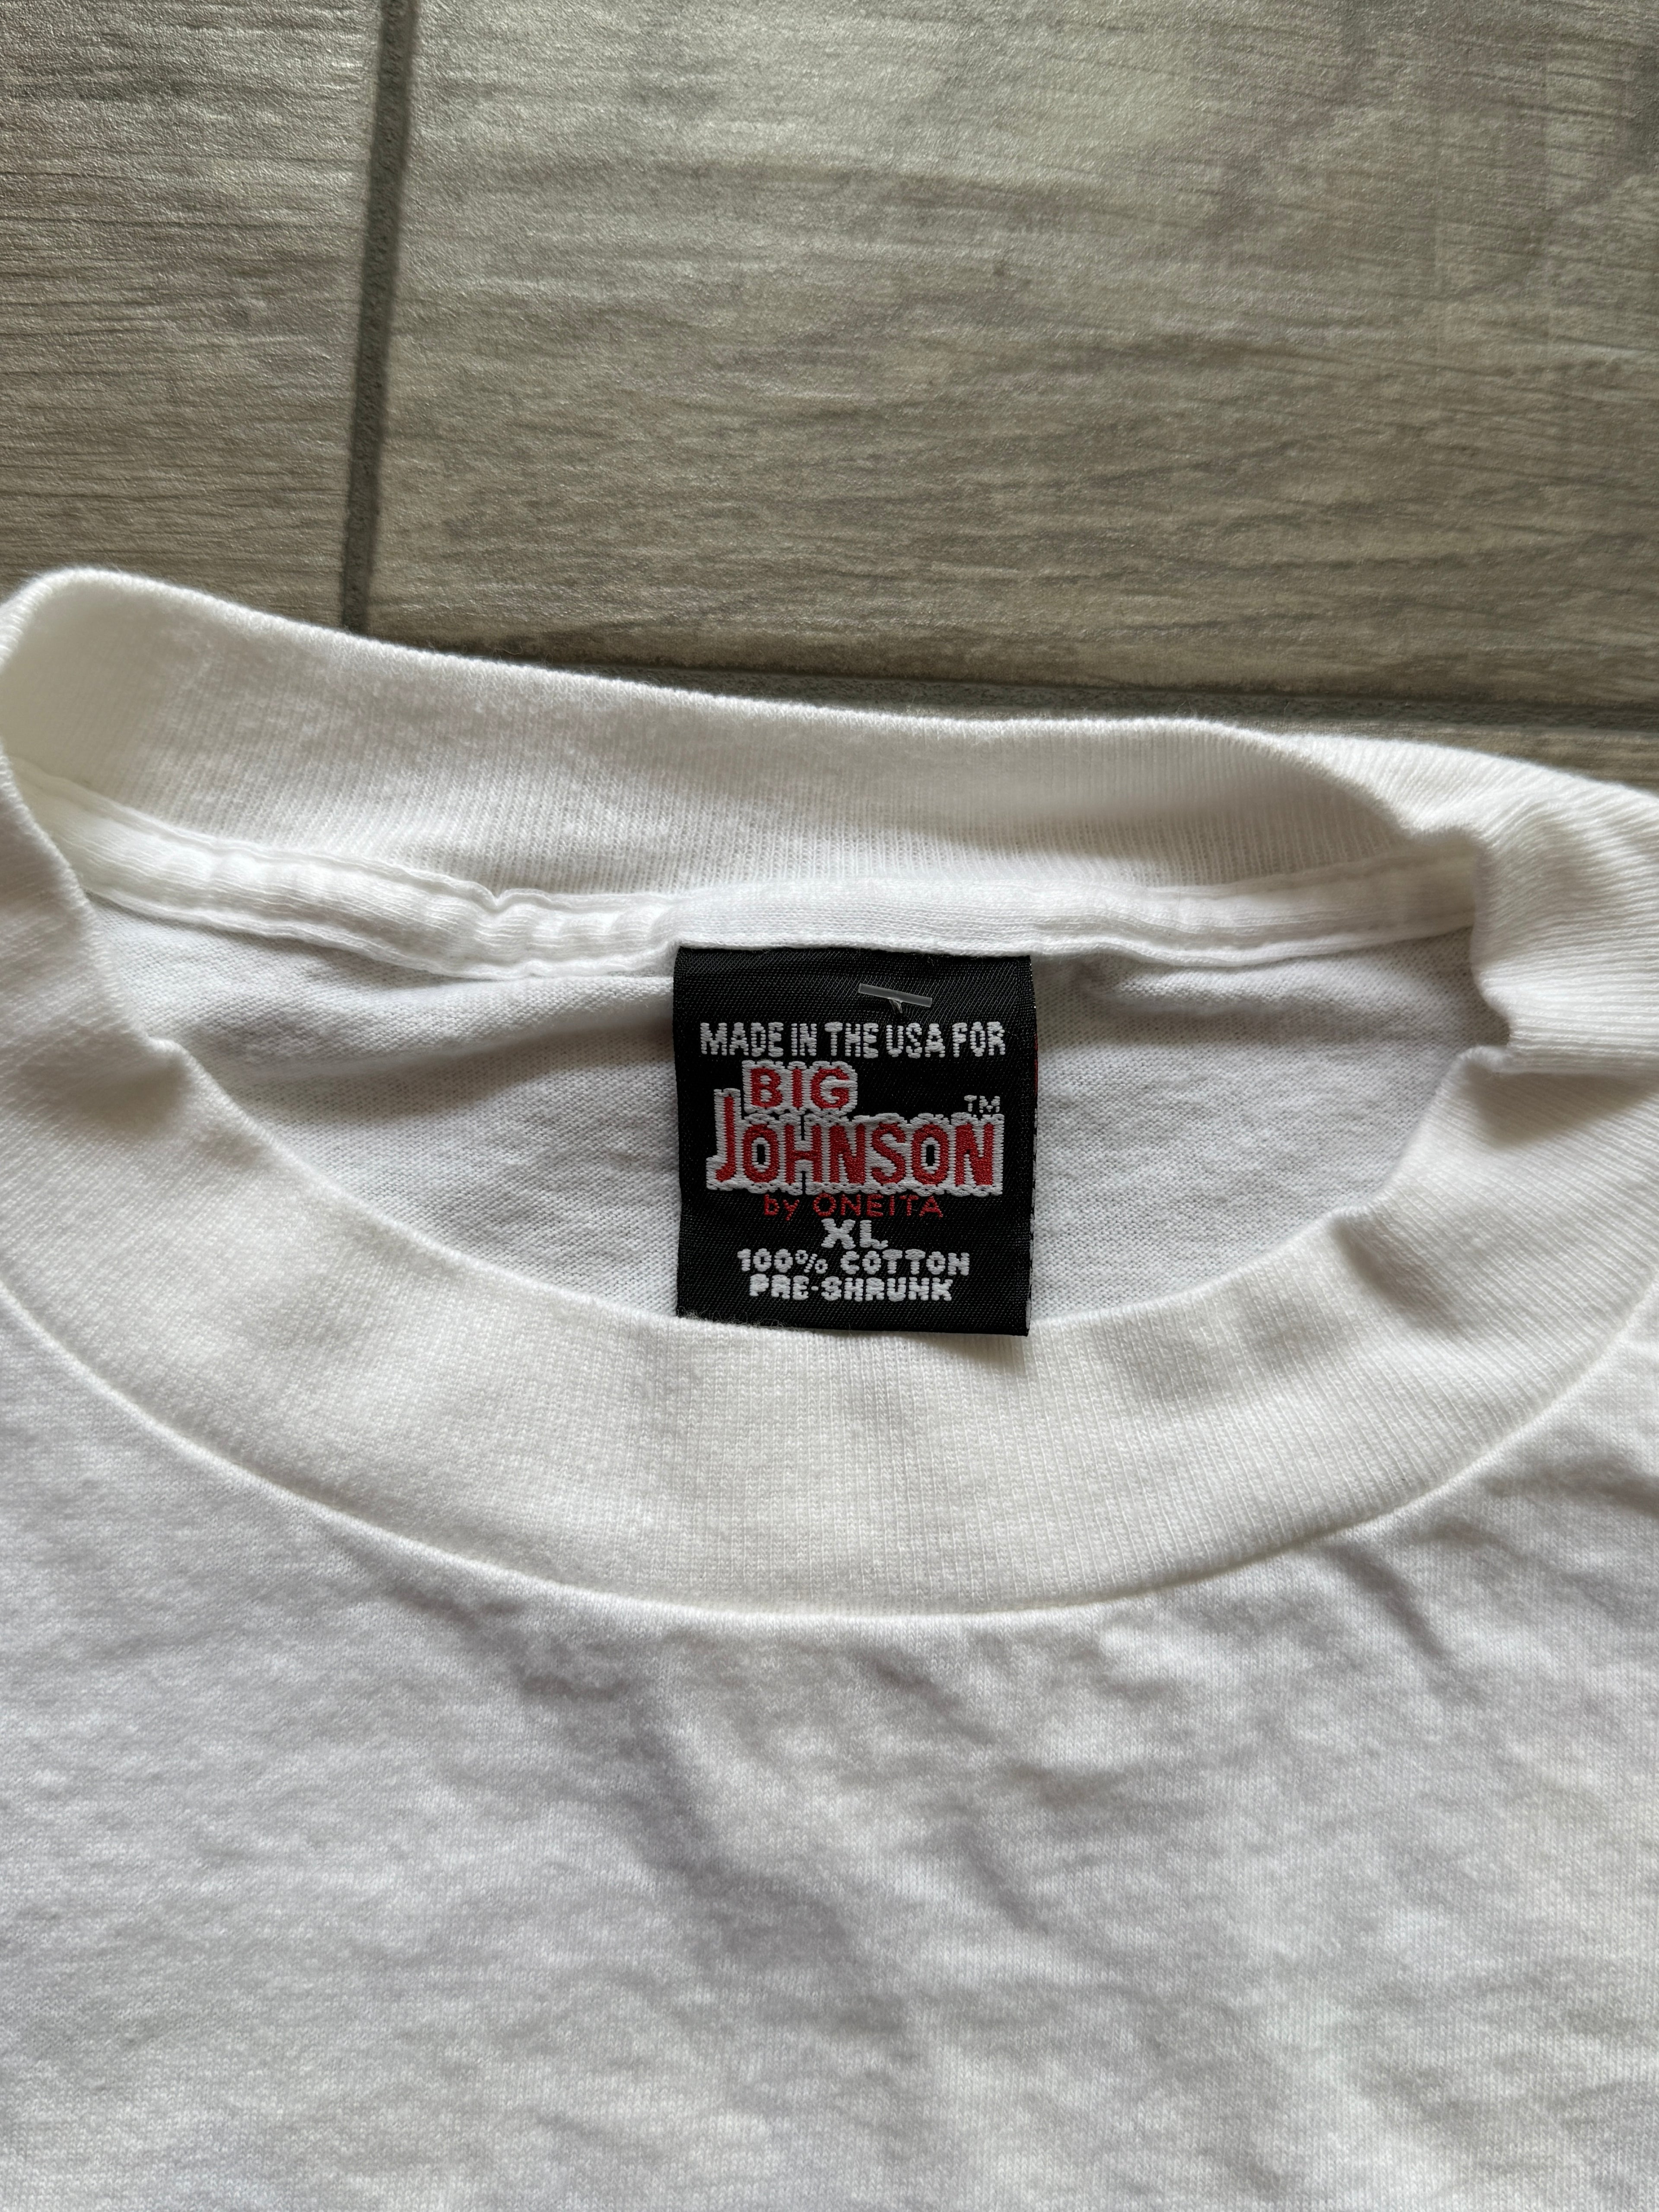 MADE IN THE USA FOR
BIG
JOHNSON™
by ONEITA
XL
100% COTTON
PRE-SHRUNK